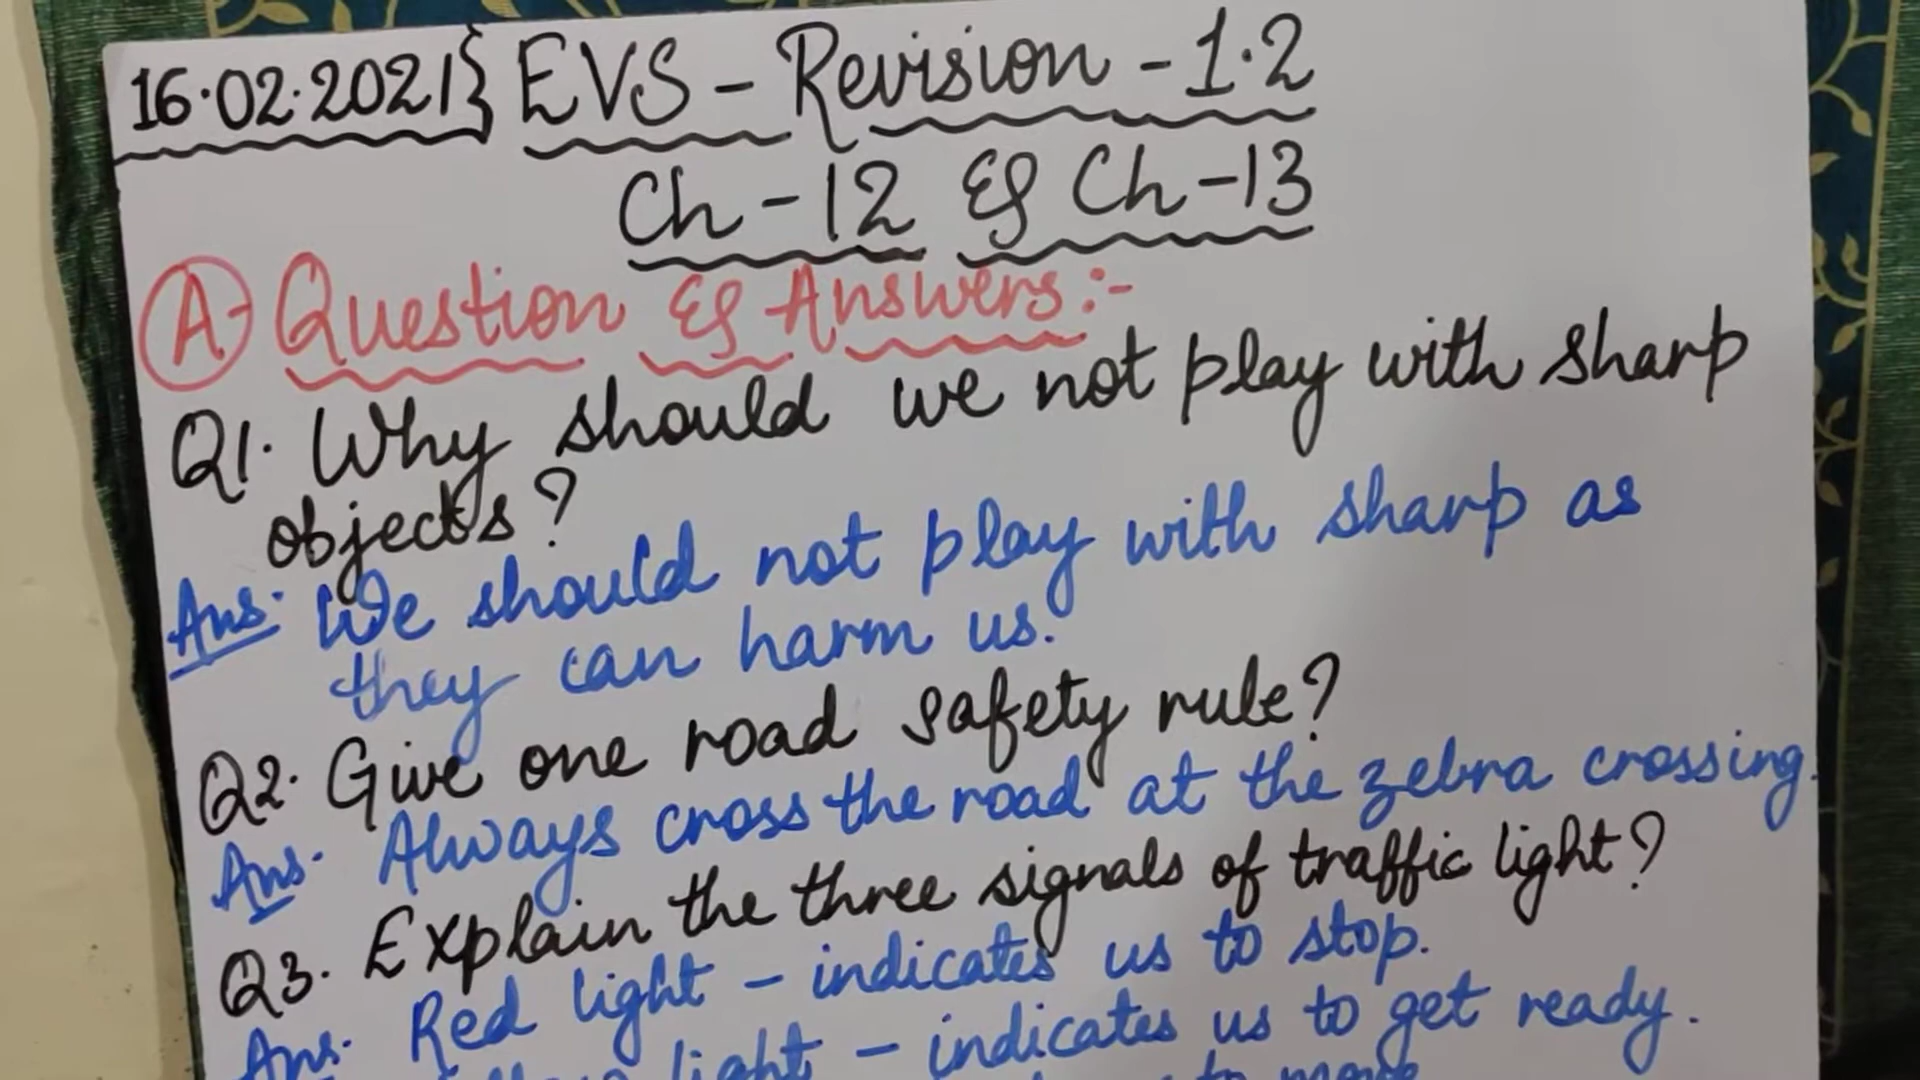 16.02.2021} EVS - Revision - 1.2
Ch-12 & Ch-13
A- Question & Answers:-
Q1. Why should we not play with sharp
objects?
Ans. We should not play with sharp as
they can harm us.
Q2. Give one road safety rule?
Ans. Always cross the road at the zebra crossing.
Q3. Explain the three signals of traffic light?
Ans. Red light - indicates us to stop.
light - indicates us to get ready.
to move